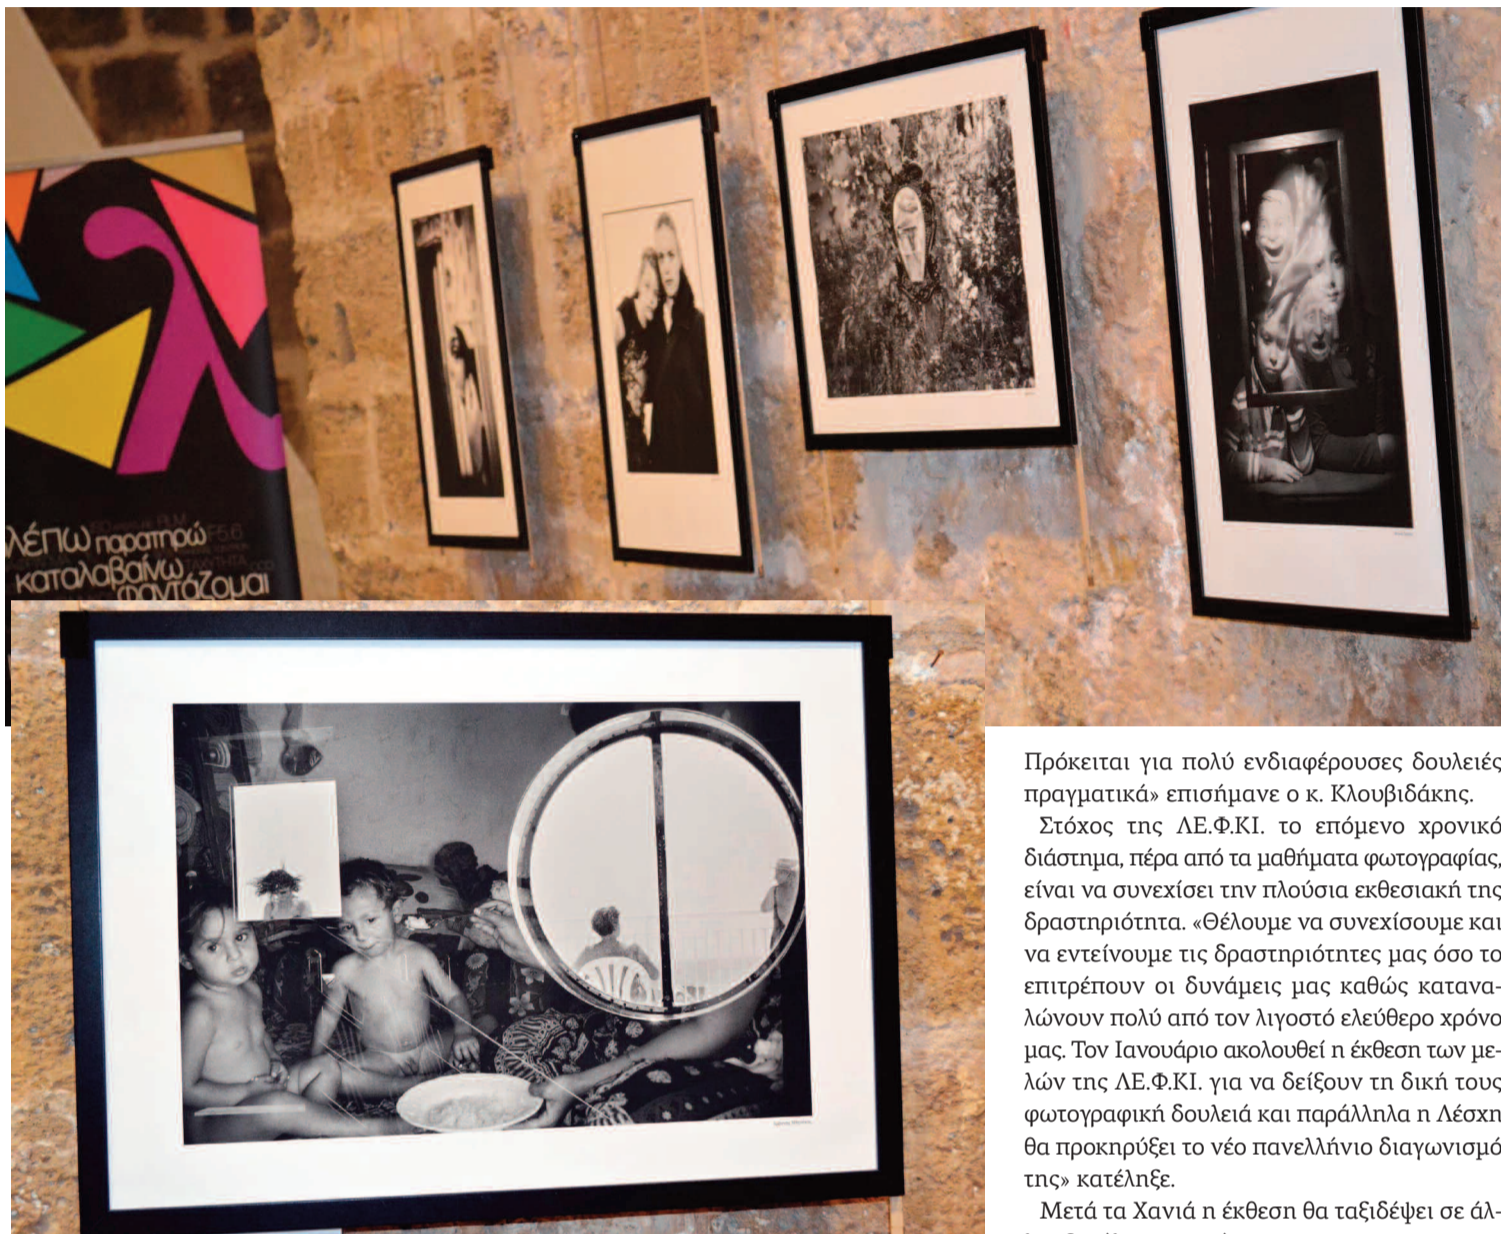 λέπω παρατηρώ F5.6
καταλαβαίνω
φαντάζομαι
Πρόκειται για πολύ ενδιαφέρουσες δουλειές
πραγματικά» επισήμανε ο κ. Κλουβιδάκης.
Στόχος της ΛΕ.Φ.ΚΙ. το επόμενο χρονικό
διάστημα, πέρα από τα μαθήματα φωτογραφίας,
είναι να συνεχίσει την πλούσια εκθεσιακή της
δραστηριότητα. «Θέλουμε να συνεχίσουμε και
να εντείνουμε τις δραστηριότητες μας όσο το
επιτρέπουν οι δυνάμεις μας καθώς κατανα-
λώνουν πολύ από τον λιγοστό ελεύθερο χρόνο
μας. Τον Ιανουάριο ακολουθεί η έκθεση των με-
λών της ΛΕ.Φ.ΚΙ. για να δείξουν τη δική τους
φωτογραφική δουλειά και παράλληλα η Λέσχη
θα προκηρύξει το νέο πανελλήνιο διαγωνισμό
της» κατέληξε.
Μετά τα Χανιά η έκθεση θα ταξιδέψει σε άλ-